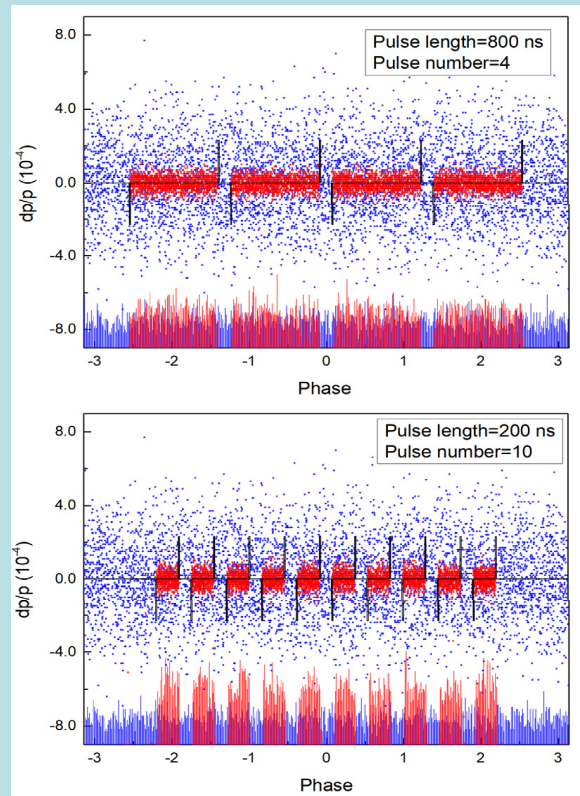 Pulse length=800 ns
Pulse number=4
8.0
4.0
0.0
-4.0
-8.0
dp/p (10⁻⁴)
-3 -2 -1 0 1 2 3
Phase
Pulse length=200 ns
Pulse number=10
8.0
4.0
0.0
-4.0
-8.0
dp/p (10⁻⁴)
-3 -2 -1 0 1 2 3
Phase